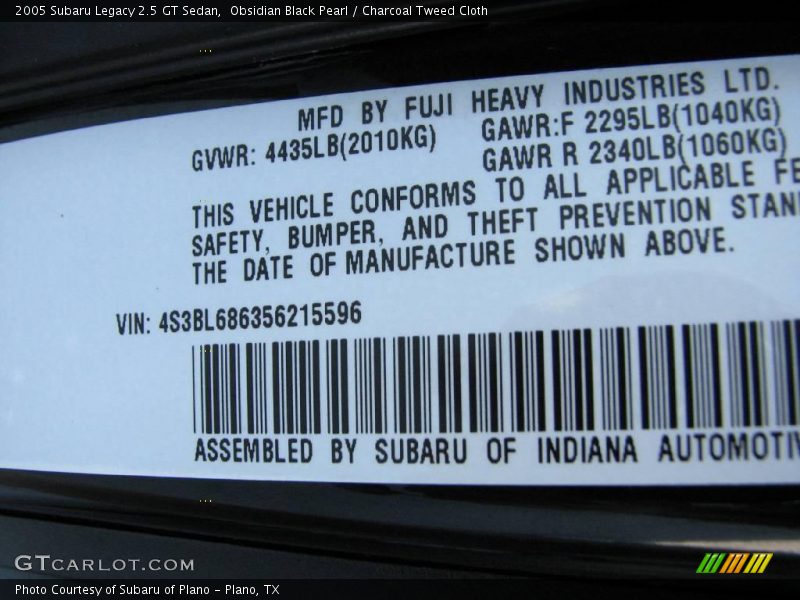 2005 Subaru Legacy 2.5 GT Sedan,  Obsidian Black Pearl / Charcoal Tweed Cloth
MFD BY FUJI HEAVY INDUSTRIES LTD.
GVWR: 4435LB(2010KG) GAWR:F 2295LB(1040KG)
GAWR R 2340LB(1060KG)
THIS VEHICLE CONFORMS TO ALL APPLICABLE FE
SAFETY, BUMPER, AND THEFT PREVENTION STAN
THE DATE OF MANUFACTURE SHOWN ABOVE.
VIN: 4S3BL686356215596
ASSEMBLED BY SUBARU OF INDIANA AUTOMOTIV
GTCARLOT.COM
Photo Courtesy of Subaru of Plano - Plano, TX